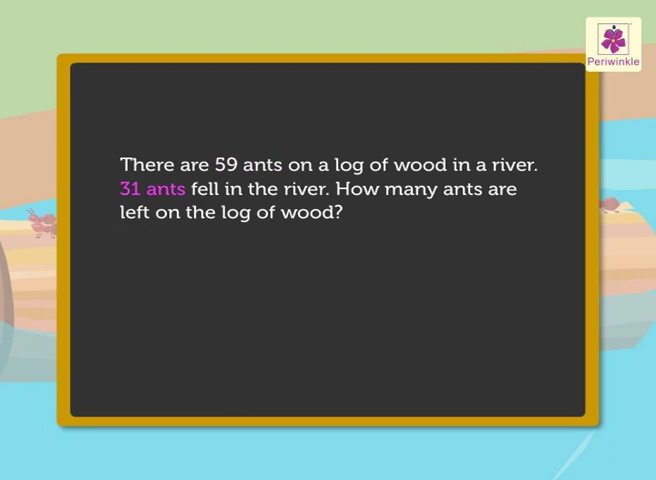 Periwinkle
There are 59 ants on a log of wood in a river.
31 ants fell in the river. How many ants are
left on the log of wood?